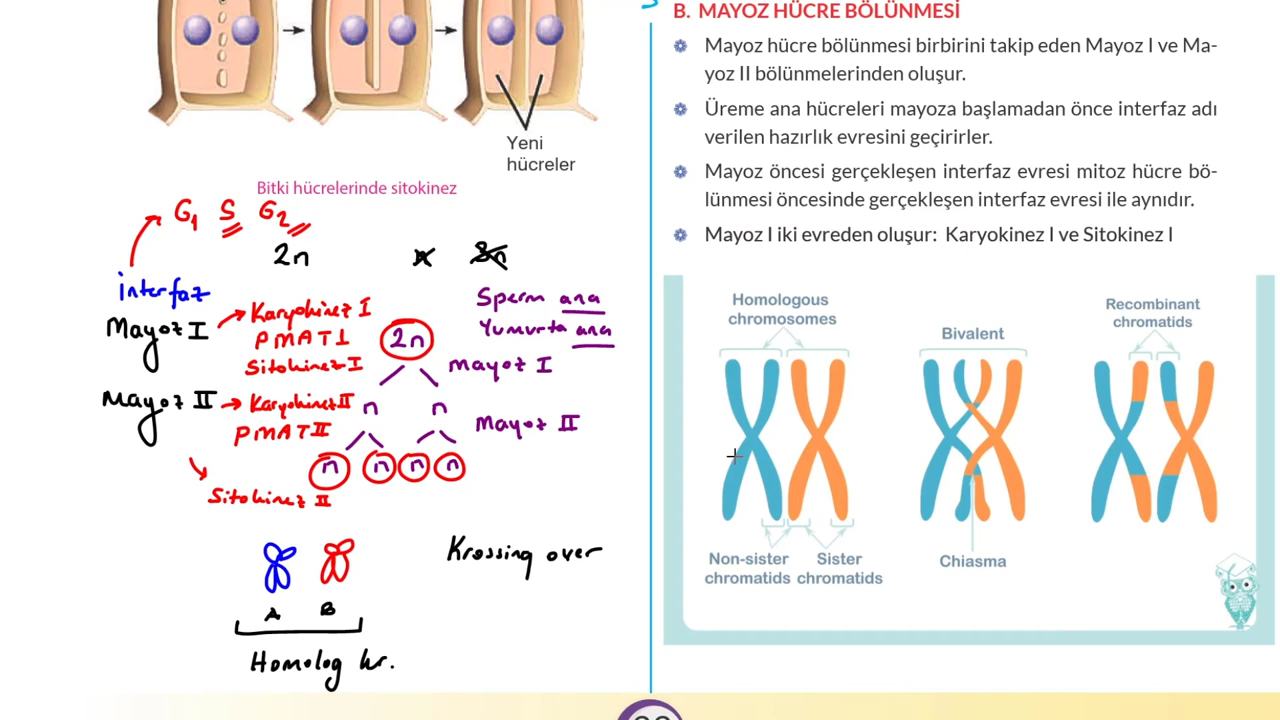 Yeni
hücreler
Bitki hücrelerinde sitokinez
G1 S G2
2n
interfaz
Mayoz I
Karyokinez I
PMAT I
Sitokinez I
Mayoz II
Karyokinez II
PMAT II
Sitokinez II
Sperm ana
Yumurta ana
2n
Mayoz I
n n
Mayoz II
n n n n
A B
Homolog kr.
Krossing over
B. MAYOZ HÜCRE BÖLÜNMESİ
Mayoz hücre bölünmesi birbirini takip eden Mayoz I ve Ma-
yoz II bölünmelerinden oluşur.
Üreme ana hücreleri mayoza başlamadan önce interfaz adı
verilen hazırlık evresini geçirirler.
Mayoz öncesi gerçekleşen interfaz evresi mitoz hücre bö-
lünmesi öncesinde gerçekleşen interfaz evresi ile aynıdır.
Mayoz I iki evreden oluşur: Karyokinez I ve Sitokinez I
Homologous
chromosomes
Bivalent
Recombinant
chromatids
Non-sister
chromatids
Sister
chromatids
Chiasma